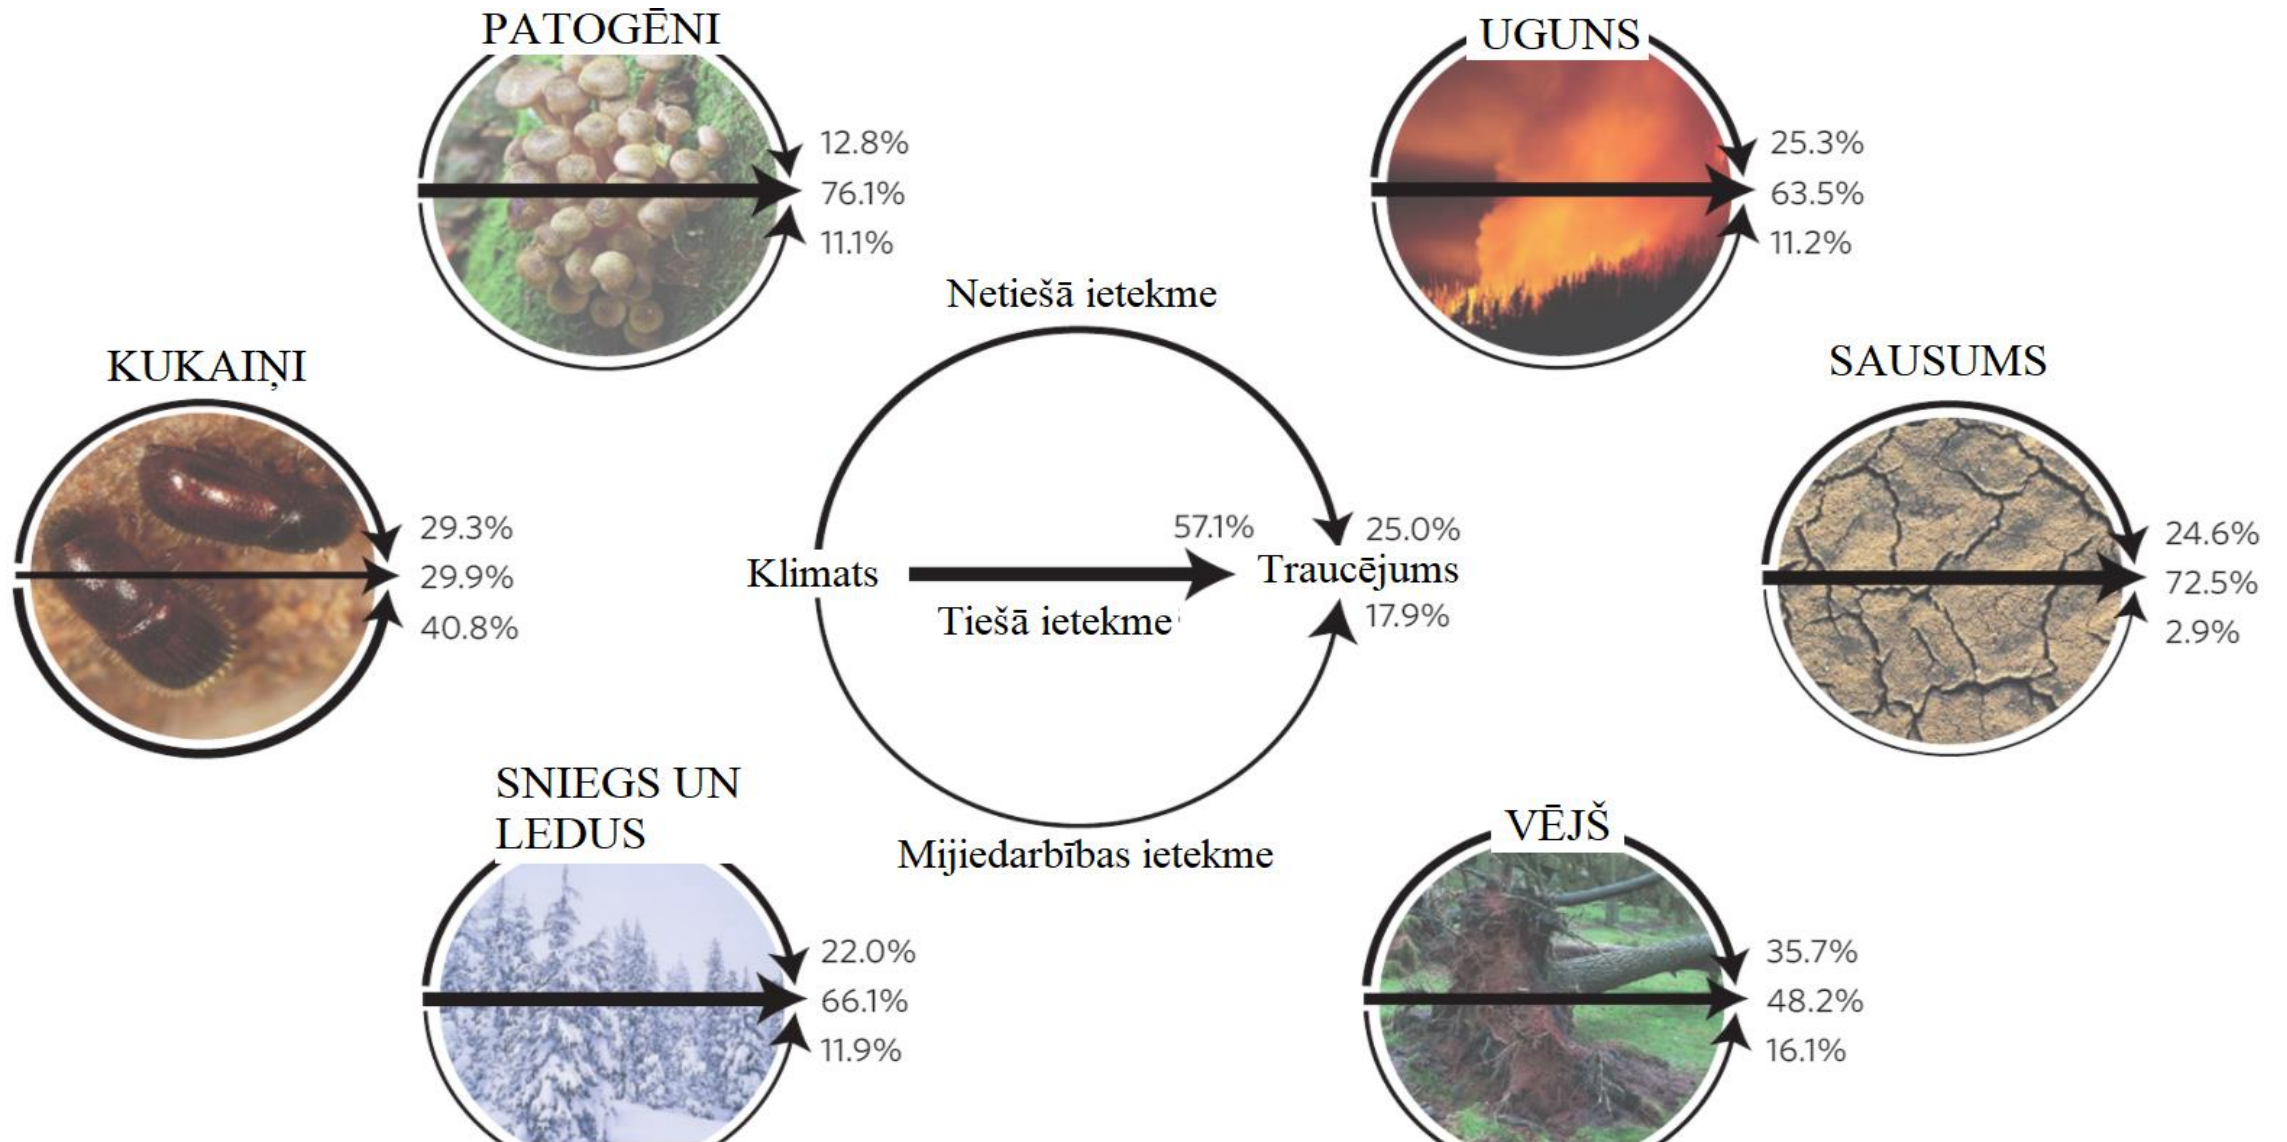 PATOGĒNI
12.8%
76.1%
11.1%
UGUNS
25.3%
63.5%
11.2%
KUKAIŅI
29.3%
29.9%
40.8%
Netiešā ietekme
57.1%
25.0%
Klimats
Traucējums
Tiešā ietekme
17.9%
Mijiedarbības ietekme
SAUSUMS
24.6%
72.5%
2.9%
SNIEGS UN
LEDUS
22.0%
66.1%
11.9%
VĒJŠ
35.7%
48.2%
16.1%